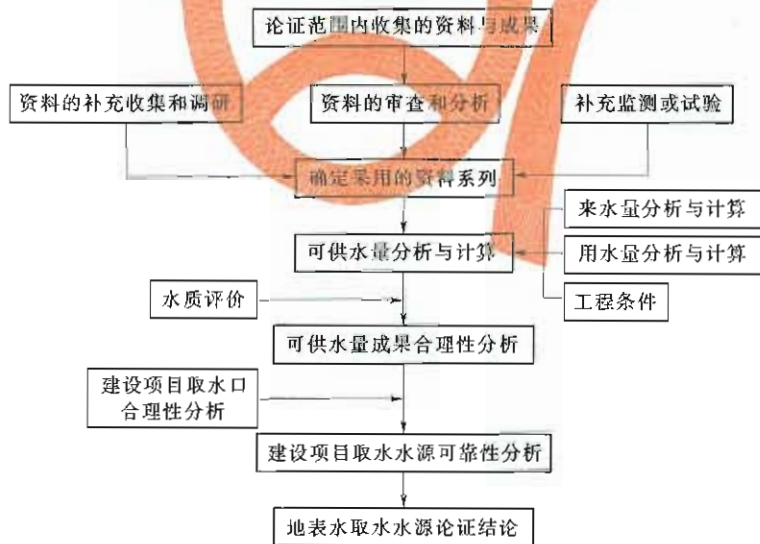 论证范围内收集的资料与成果
资料的补充收集和调研
资料的审查和分析
补充监测或试验
确定采用的资料系列
来水量分析与计算
可供水量分析与计算
用水量分析与计算
水质评价
工程条件
可供水量成果合理性分析
建设项目取水口
合理性分析
建设项目取水水源可靠性分析
地表水取水水源论证结论